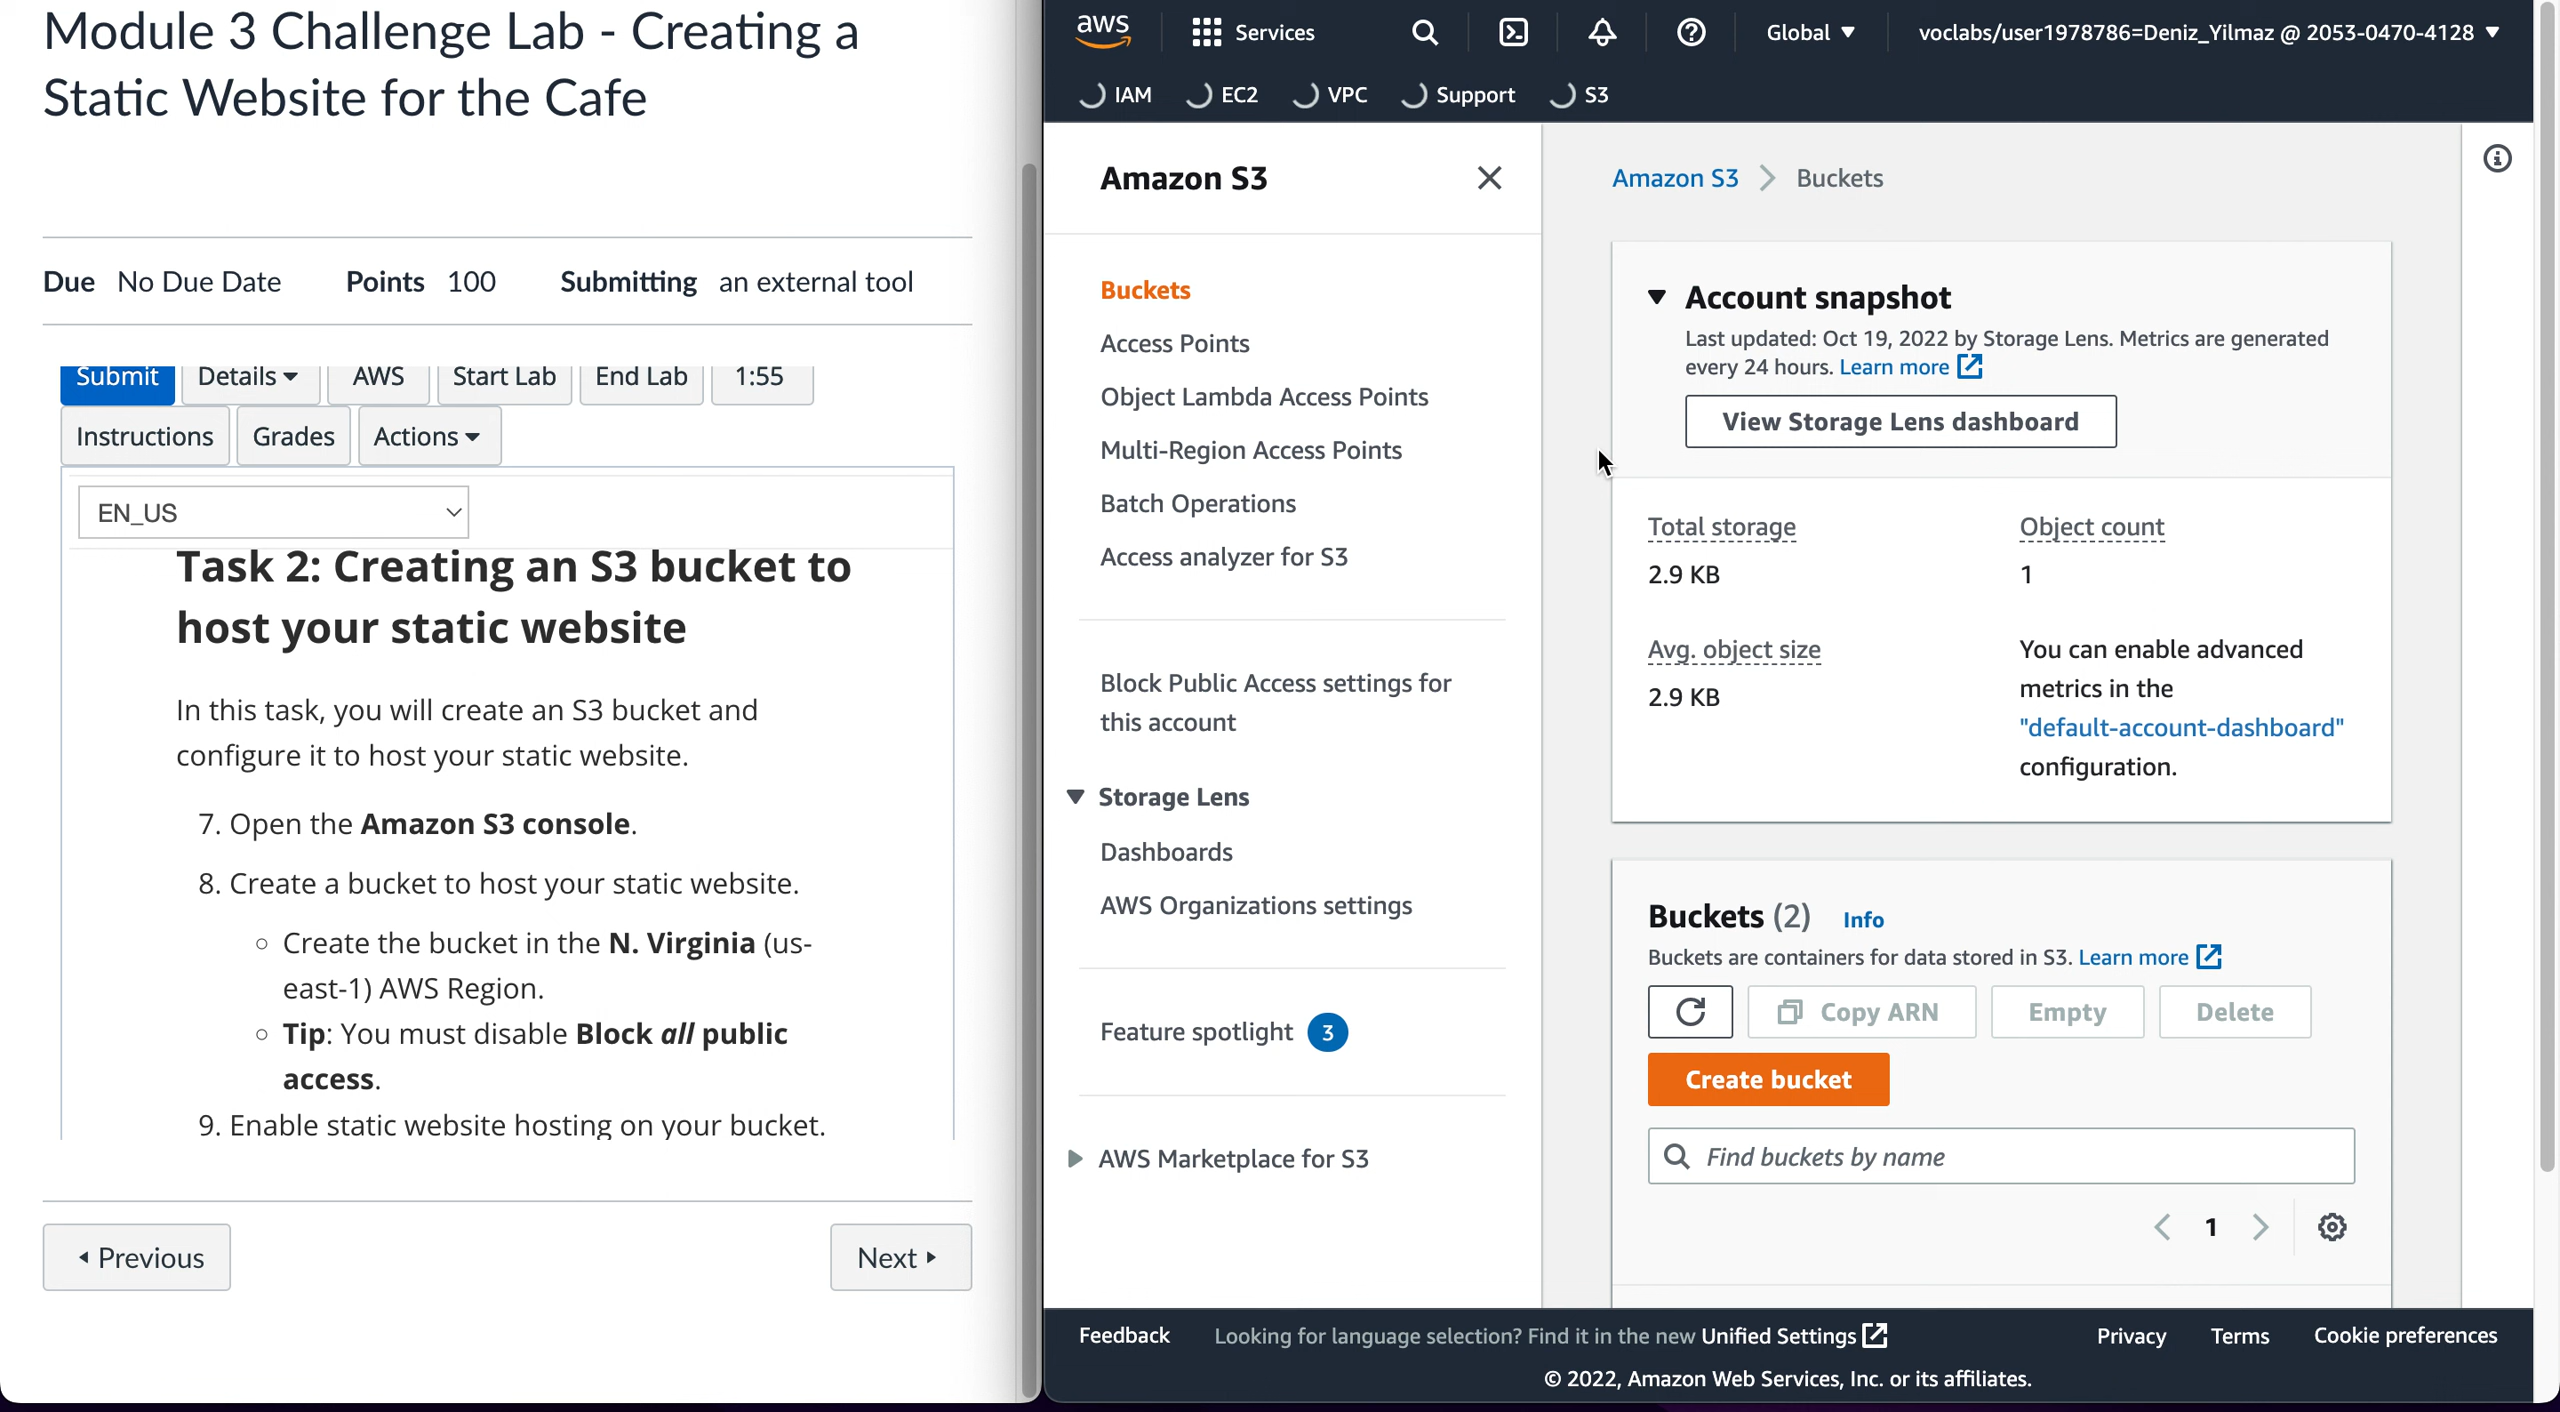 Module 3 Challenge Lab - Creating a
Static Website for the Cafe
Due No Due Date Points 100 Submitting an external tool
Submit Details AWS Start Lab End Lab 1:55
Instructions Grades Actions
EN_US
Task 2: Creating an S3 bucket to
host your static website
In this task, you will create an S3 bucket and
configure it to host your static website.
7. Open the Amazon S3 console.
8. Create a bucket to host your static website.
Create the bucket in the N. Virginia (us-
east-1) AWS Region.
Tip: You must disable Block all public
access.
9. Enable static website hosting on your bucket.
Previous
Next
aws Services Global voclabs/user1978786=Deniz_Yilmaz @ 2053-0470-4128
IAM EC2 VPC Support S3
Amazon S3
Buckets
Access Points
Object Lambda Access Points
Multi-Region Access Points
Batch Operations
Access analyzer for S3
Block Public Access settings for
this account
Storage Lens
Dashboards
AWS Organizations settings
Feature spotlight 3
AWS Marketplace for S3
Amazon S3 Buckets
Account snapshot
Last updated: Oct 19, 2022 by Storage Lens. Metrics are generated
every 24 hours. Learn more
View Storage Lens dashboard
Total storage
2.9 KB
Object count
1
Avg. object size
2.9 KB
You can enable advanced
metrics in the
"default-account-dashboard"
configuration.
Buckets (2) Info
Buckets are containers for data stored in S3. Learn more
Copy ARN Empty Delete
Create bucket
Find buckets by name
1
Feedback Looking for language selection? Find it in the new Unified Settings Privacy Terms Cookie preferences
© 2022, Amazon Web Services, Inc. or its affiliates.